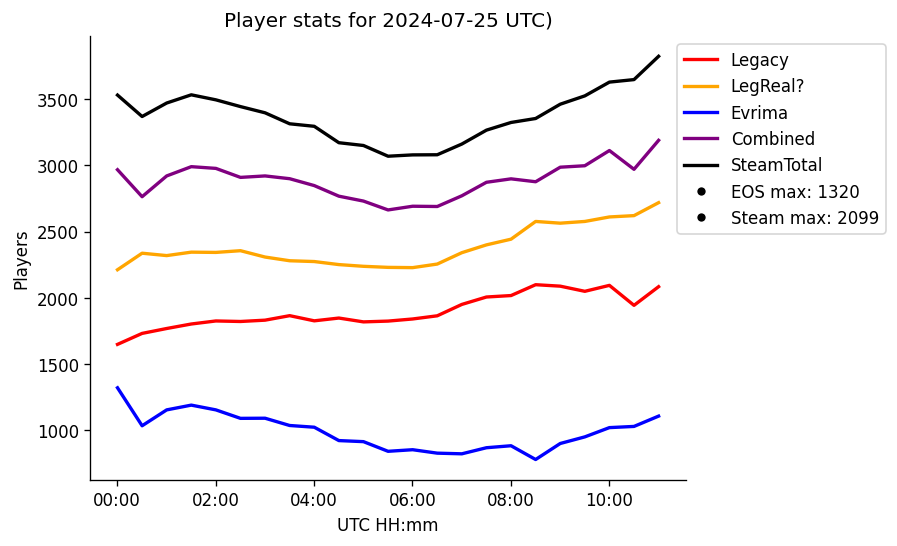 Player stats for 2024-07-25 UTC)
Legacy
LegReal?
Evrima
Combined
SteamTotal
EOS max: 1320
Steam max: 2099
Players
3500
3000
2500
2000
1500
1000
00:00 02:00 04:00 06:00 08:00 10:00
UTC HH:mm